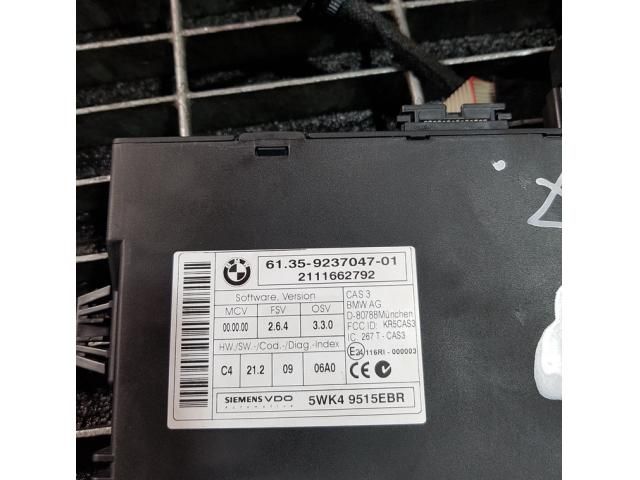 BMW
61.35-9237047-01
2111662792
Software, Version
MCV FSV OSV
00.00.00 2.6.4 3.3.0
HW./SW.-/Cod.-/Diag.-Index
C4 21.2 09 06A0
CAS 3
BMW AG
D-80788München
FCC ID: KR5CAS3
IC: 267 T - CAS3
116RI - 000003
SIEMENS VDO
Automotive
5WK4 9515EBR